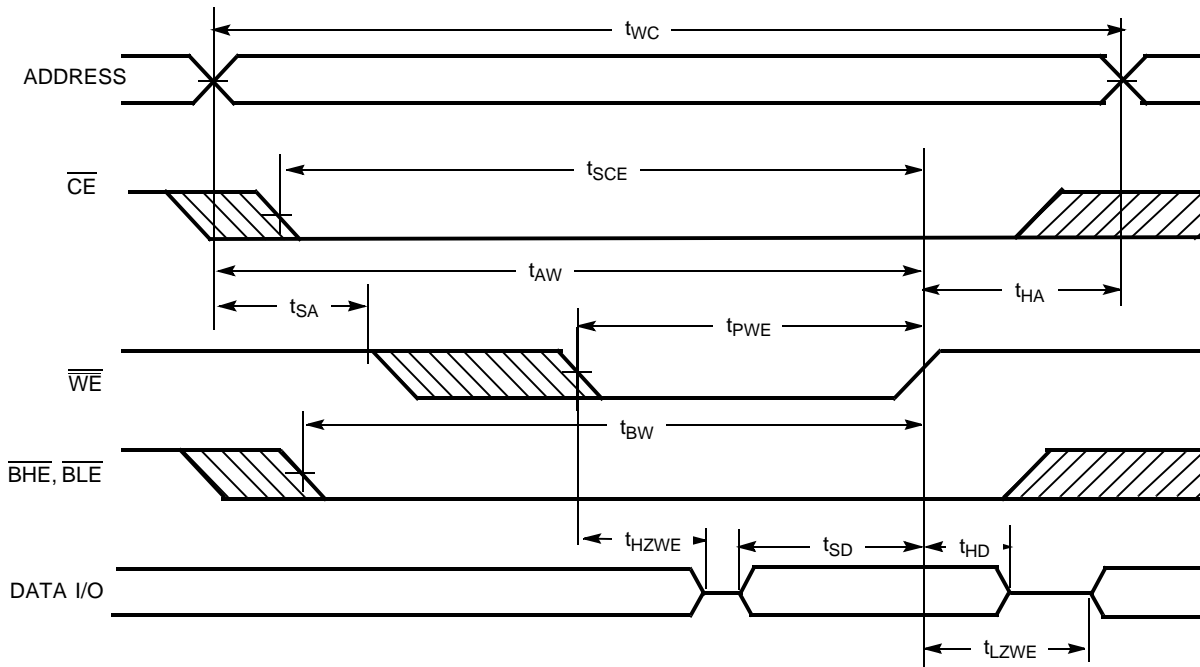 tWC
ADDRESS
tSCE
CE
tAW
tSA
tHA
tPWE
WE
tBW
BHE, BLE
tHZWE
tSD
tHD
DATA I/O
tLZWE